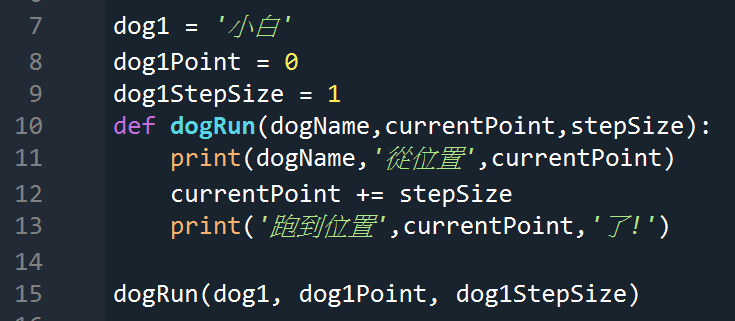 7 dog1 = '小白'
8 dog1Point = 0
9 dog1StepSize = 1
10 def dogRun(dogName,currentPoint,stepSize):
11     print(dogName,'從位置',currentPoint)
12     currentPoint += stepSize
13     print('跑到位置',currentPoint,'了!')
14
15 dogRun(dog1, dog1Point, dog1StepSize)